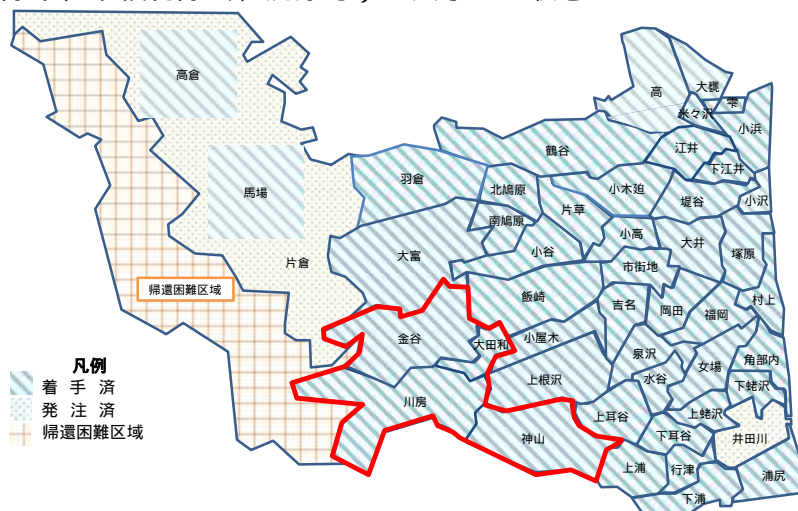 高倉
高
大甕
雫
米々沢
小浜
江井
鶴谷
下江井
羽倉
北鳩原
小木廹
馬場
片草
堤谷
小沢
南鳩原
小高
大井
大富
小谷
塚原
片倉
市街地
帰還困難区域
飯崎
村上
吉名
岡田
福岡
金谷
大田和
小屋木
泉沢
女場
角部内
凡例
着 手 済
上根沢
水谷
下蛯沢
発 注 済
川房
上耳谷
上蛯沢
帰還困難区域
神山
下耳谷
井田川
上浦
行津
浦尻
下浦